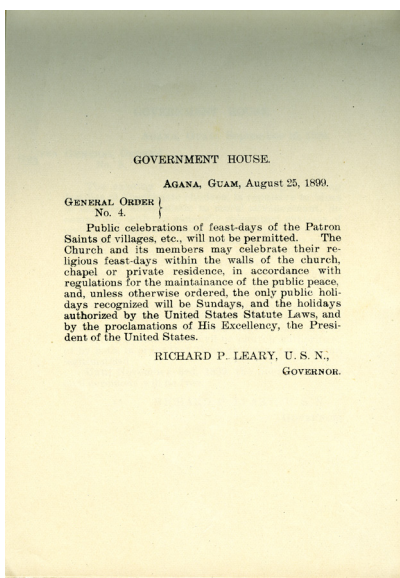 GOVERNMENT HOUSE.
AGANA, GUAM, August 25, 1899.
GENERAL ORDER }
No. 4. }
Public celebrations of feast-days of the Patron
Saints of villages, etc., will not be permitted. The
Church and its members may celebrate their re-
ligious feast-days within the walls of the church,
chapel or private residence, in accordance with
regulations for the maintainance of the public peace,
and, unless otherwise ordered, the only public holi-
days recognized will be Sundays, and the holidays
authorized by the United States Statute Laws, and
by the proclamations of His Excellency, the Presi-
dent of the United States.
RICHARD P. LEARY, U. S. N.,
GOVERNOR.